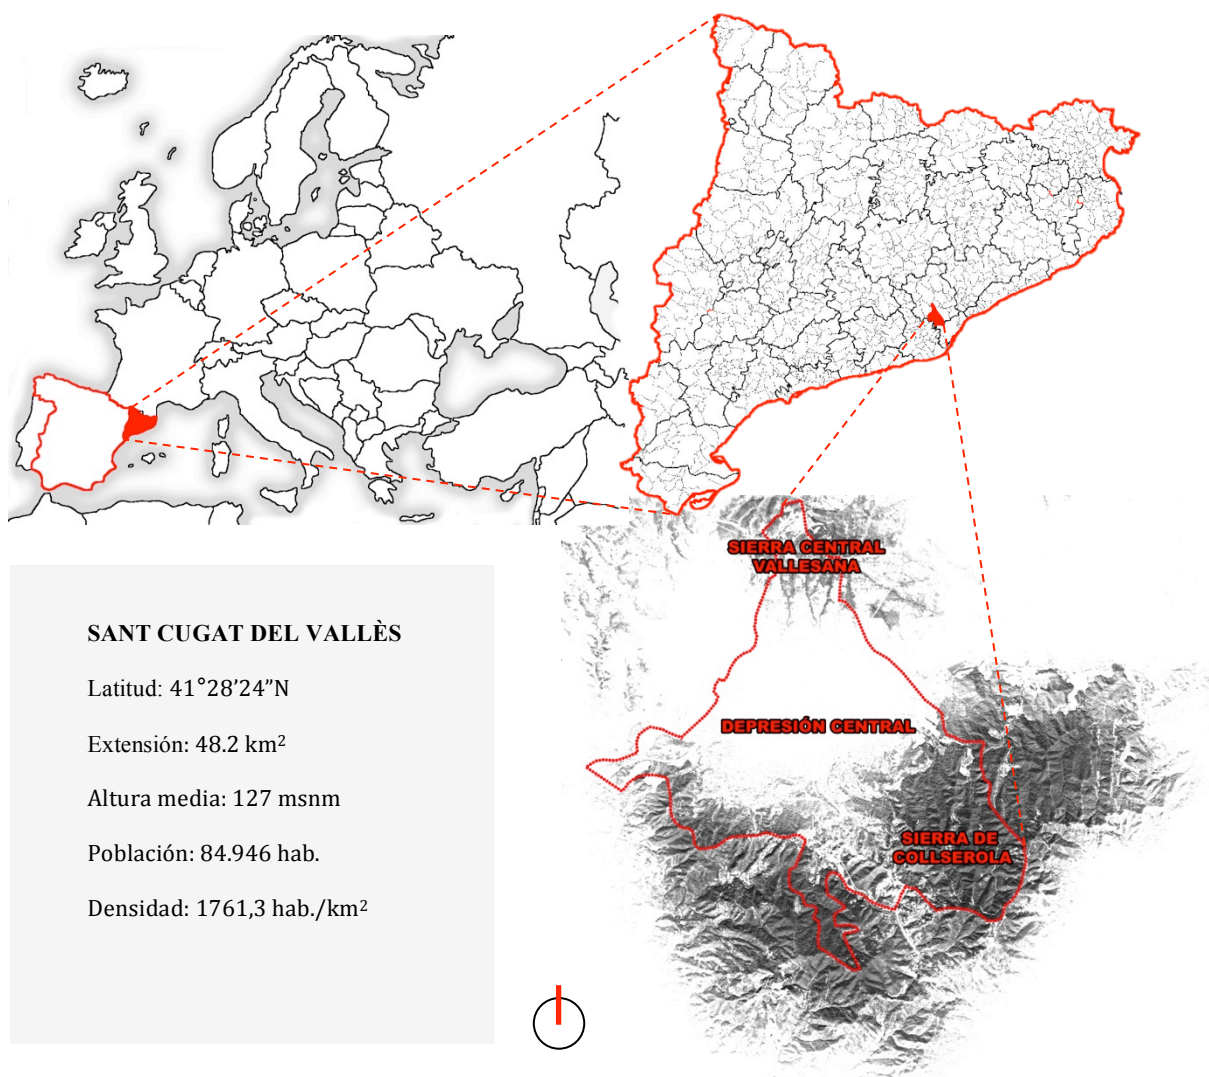 SIERRA CENTRAL
VALLESANA
DEPRESIÓN CENTRAL
SIERRA DE
COLLSEROLA
SANT CUGAT DEL VALLÈS
Latitud: 41°28’24”N
Extensión: 48.2 km²
Altura media: 127 msnm
Población: 84.946 hab.
Densidad: 1761,3 hab./km²